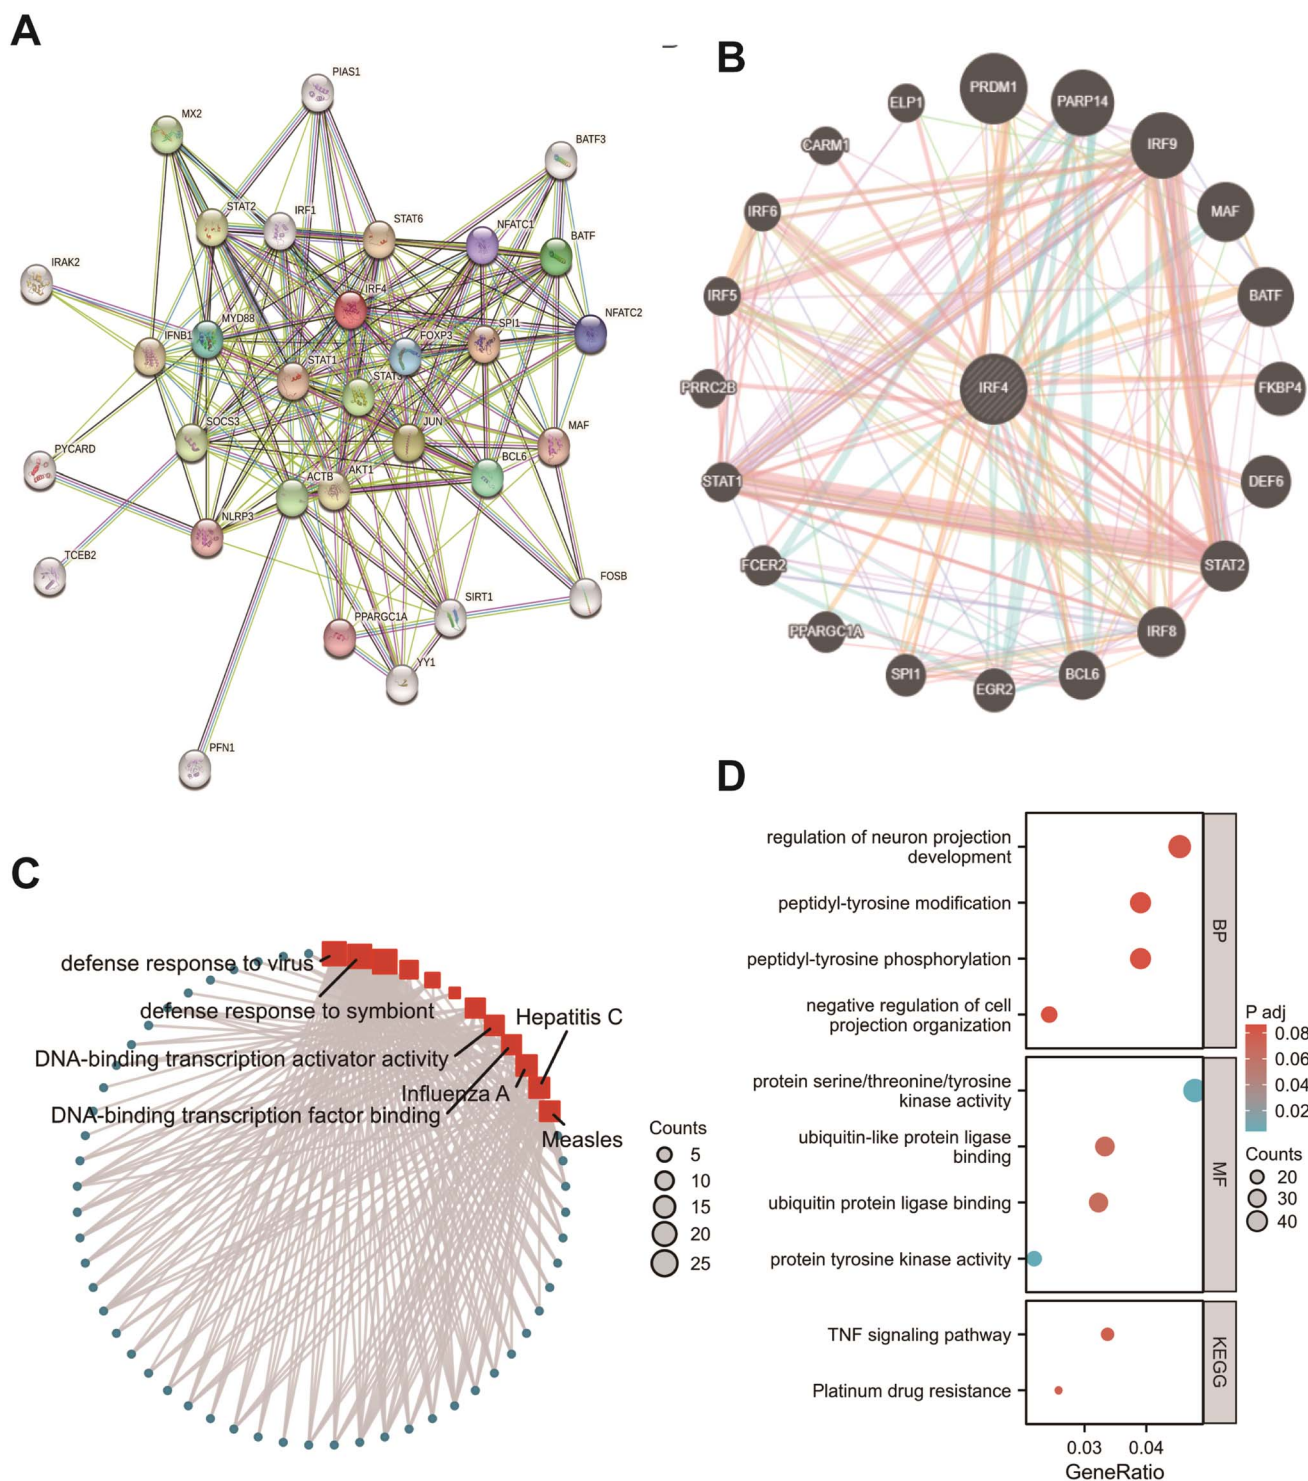 A
B
PIAS1
MX2
BATF3
STAT2
IRF1
STAT6
NFATC1
BATF
IRAK2
IRF4
NFATC2
IFNB1
MYD88
FOXP3
SPI1
STAT1
STAT3
SOCS3
JUN
MAF
PYCARD
BCL6
ACTB
AKT1
NLRP3
TCEB2
FOSB
SIRT1
PPARGC1A
YY1
PFN1
PRDM1
PARP14
ELP1
CARM1
IRF9
IRF6
MAF
IRF5
BATF
PRRC2B
IRF4
FKBP4
STAT1
DEF6
FCER2
STAT2
PPARGC1A
IRF8
SPI1
EGR2
BCL6
C
defense response to virus
defense response to symbiont
Hepatitis C
DNA-binding transcription activator activity
Influenza A
DNA-binding transcription factor binding
Measles
Counts
5
10
15
20
25
D
regulation of neuron projection
development
peptidyl-tyrosine modification
peptidyl-tyrosine phosphorylation
negative regulation of cell
projection organization
BP
protein serine/threonine/tyrosine
kinase activity
ubiquitin-like protein ligase
binding
ubiquitin protein ligase binding
protein tyrosine kinase activity
MF
TNF signaling pathway
Platinum drug resistance
KEGG
0.03 0.04
GeneRatio
P adj
0.08
0.06
0.04
0.02
Counts
20
30
40